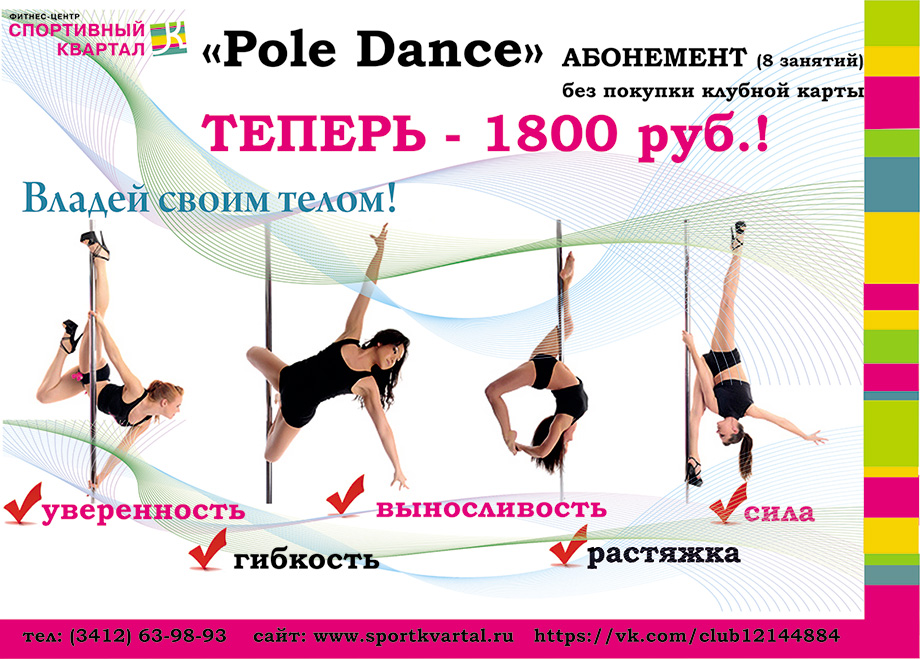 ФИТНЕС-ЦЕНТР
СПОРТИВНЫЙ
КВАРТАЛ
«Pole Dance» АБОНЕМЕНТ (8 занятий)
без покупки клубной карты
ТЕПЕРЬ - 1800 руб.!
Владей своим телом!
уверенность
выносливость
сила
гибкость
растяжка
тел: (3412) 63-98-93 сайт: www.sportkvartal.ru https://vk.com/club12144884